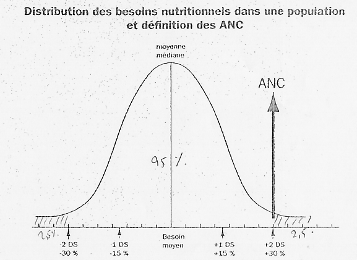 Distribution des besoins nutritionnels dans une population
et définition des ANC
moyenne
médiane
ANC
95 %
2,5%
2,5
-2 DS
-1 DS
Besoin
moyen
+1 DS
+2 DS
-30 %
-15 %
+15 %
+30 %